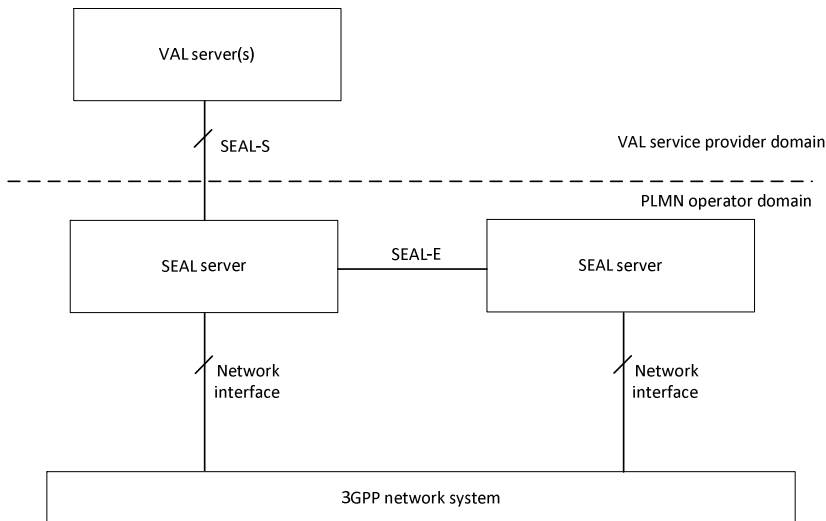 VAL server(s)
SEAL-S
VAL service provider domain
PLMN operator domain
SEAL server
SEAL-E
SEAL server
Network
interface
Network
interface
3GPP network system